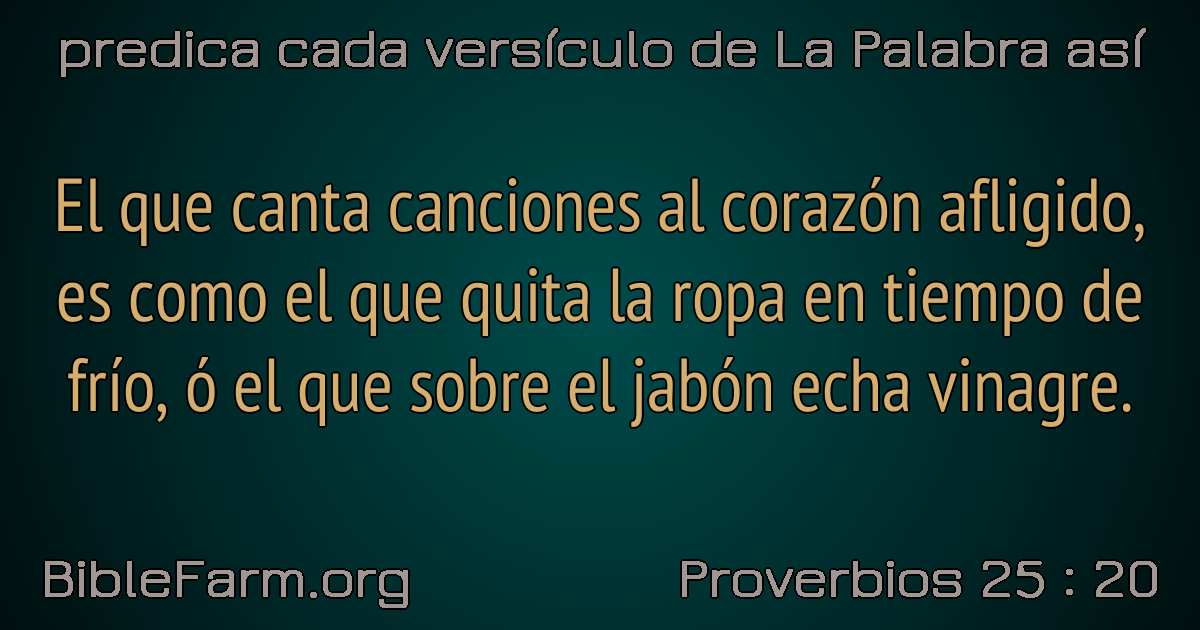 predica cada versículo de La Palabra así
El que canta canciones al corazón afligido,
es como el que quita la ropa en tiempo de
frío, ó el que sobre el jabón echa vinagre.
BibleFarm.org
Proverbios 25 : 20